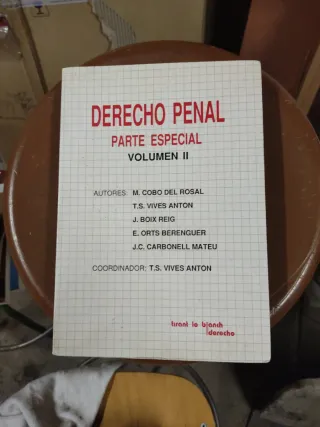 DERECHO PENAL
PARTE ESPECIAL
VOLUMEN II
AUTORES: M. COBO DEL ROSAL
T.S. VIVES ANTON
J. BOIX REIG
E. ORTS BERENGUER
J.C. CARBONELL MATEU
COORDINADOR: T.S. VIVES ANTON
tirant lo blanch
derecho